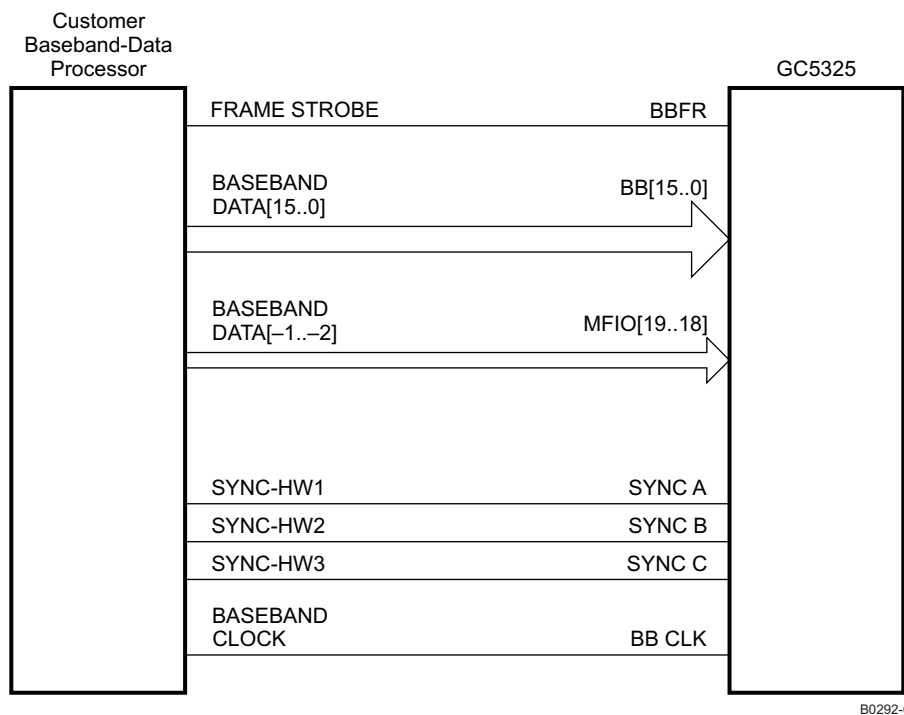 Customer
Baseband-Data
Processor
GC5325
FRAME STROBE
BBFR
BASEBAND
DATA[15..0]
BB[15..0]
BASEBAND
DATA[–1..–2]
MFIO[19..18]
SYNC-HW1
SYNC A
SYNC-HW2
SYNC B
SYNC-HW3
SYNC C
BASEBAND
CLOCK
BB CLK